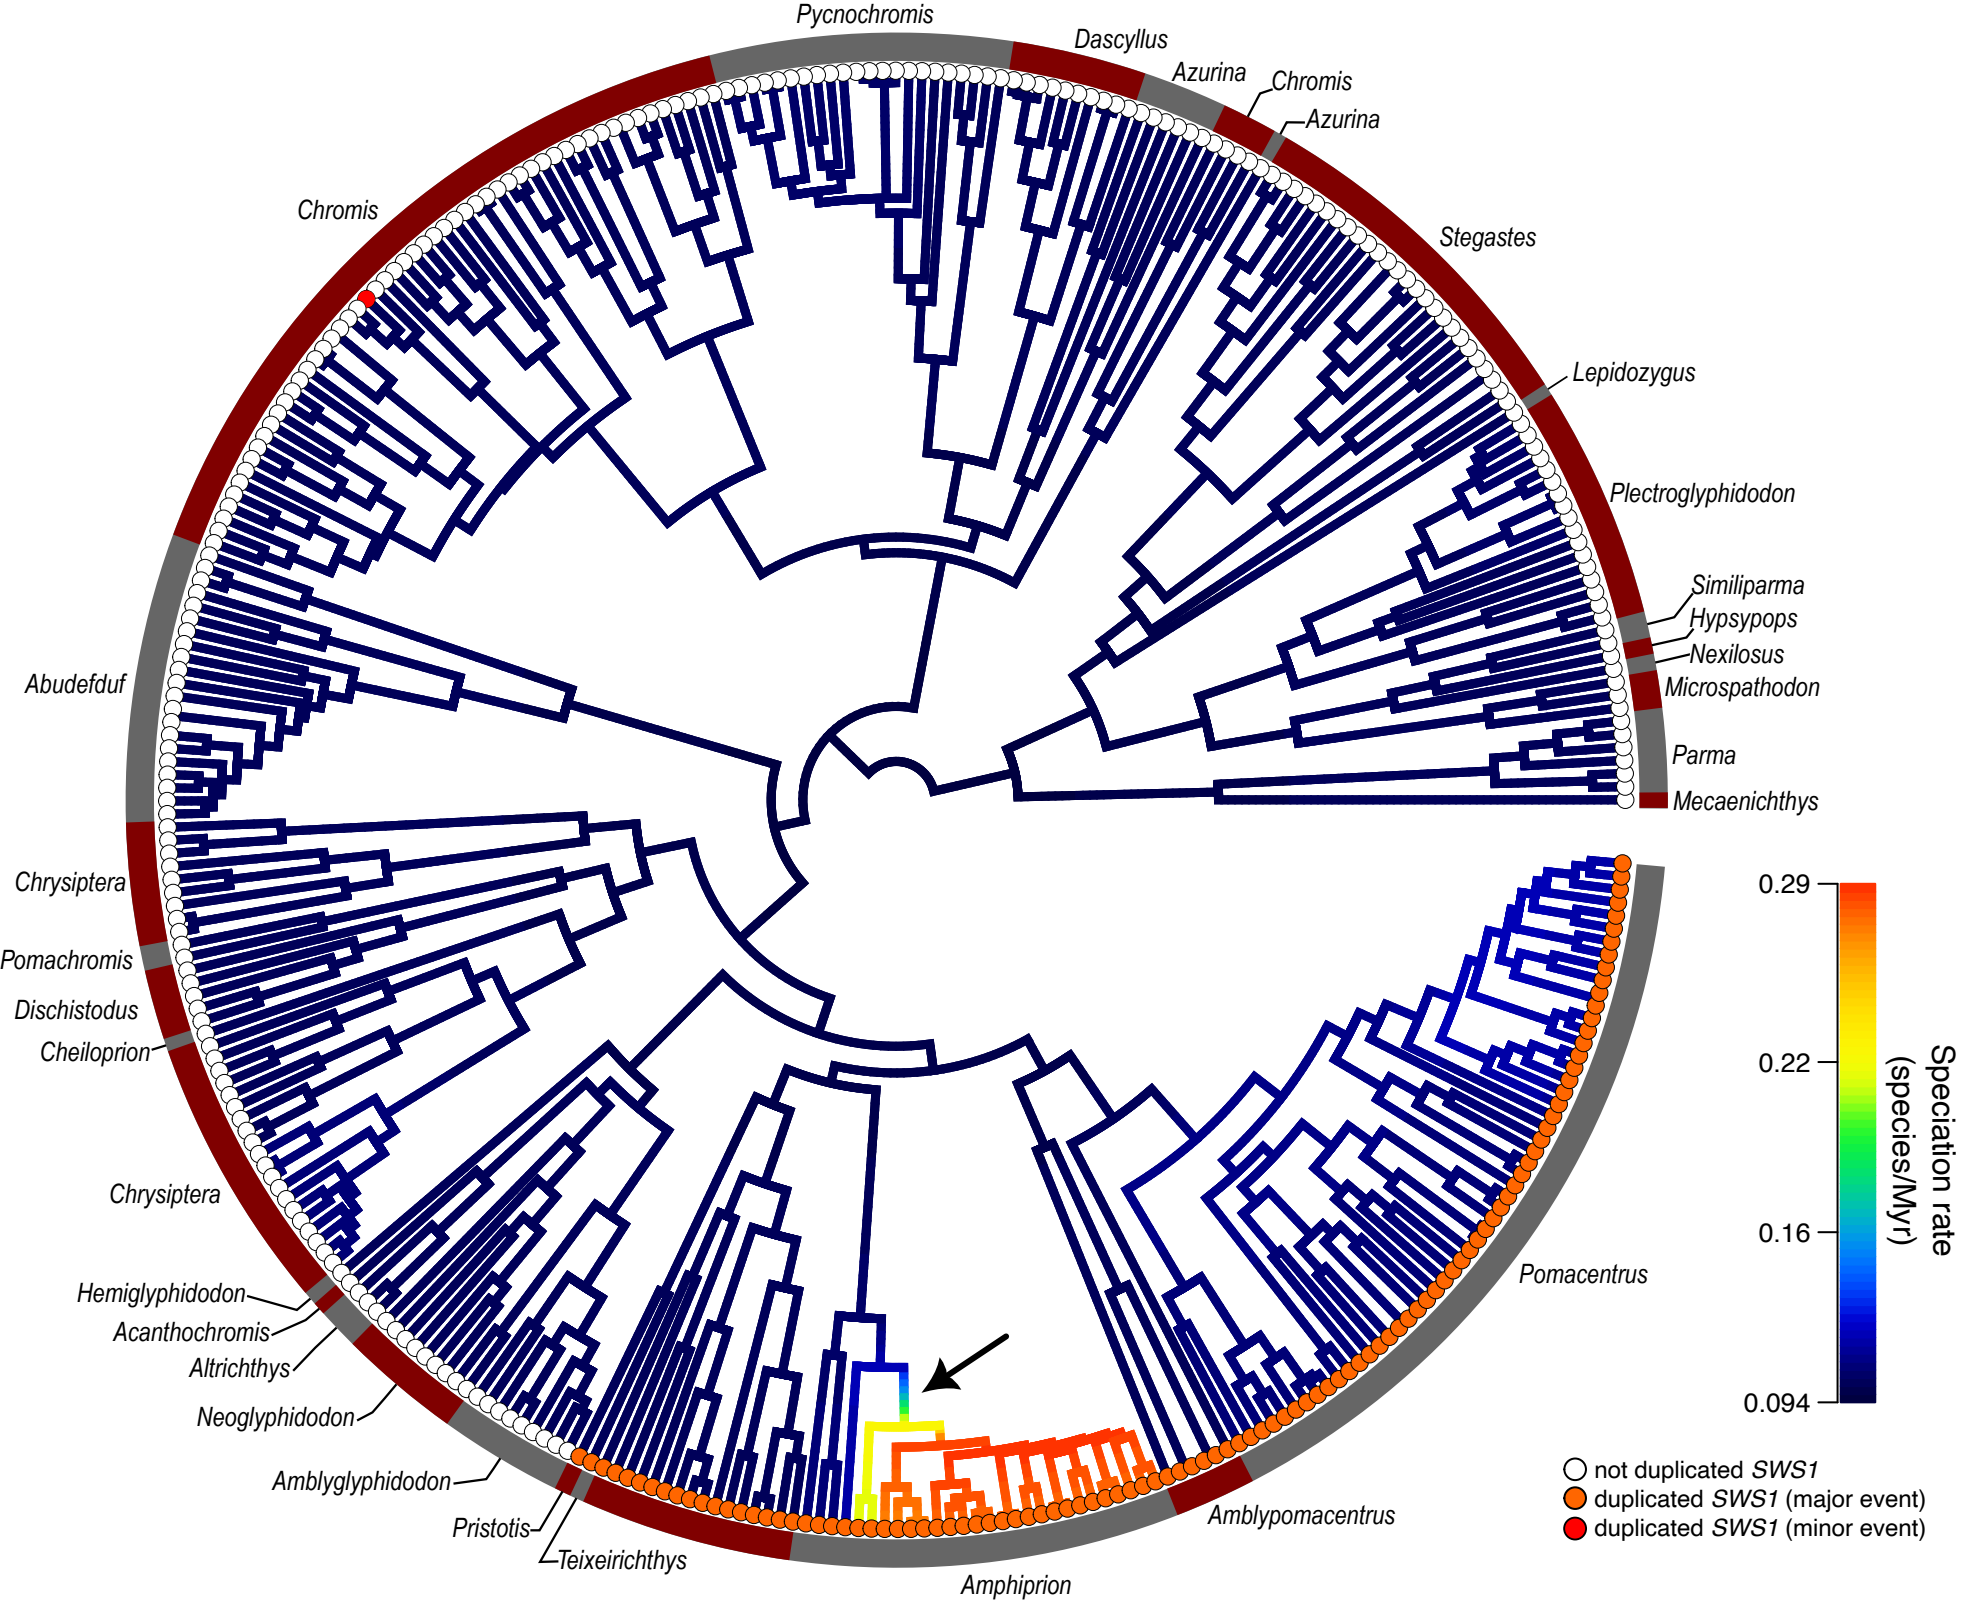 Pycnochromis
Dascyllus
Azurina
Chromis
Azurina
Chromis
Stegastes
Lepidozygus
Plectroglyphidodon
Similiparma
Hypsypops
Nexilosus
Microspathodon
Abudefduf
Parma
Mecaenichthys
Chrysiptera
Pomachromis
Dischistodus
Cheiloprion
Chrysiptera
Hemiglyphidodon
Acanthochromis
Altrichthys
Neoglyphidodon
Amblyglyphidodon
Pristotis
Teixeirichthys
Amphiprion
Amblypomacentrus
Pomacentrus
0.29
0.22
0.16
0.094
Speciation rate
(species/Myr)
not duplicated SWS1
duplicated SWS1 (major event)
duplicated SWS1 (minor event)